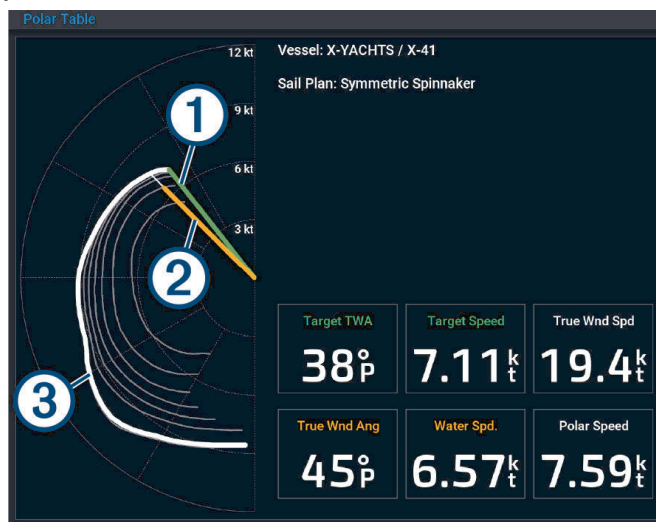 Polar Table
12 kt
9 kt
6 kt
3 kt
1
2
3
Vessel: X-YACHTS / X-41
Sail Plan: Symmetric Spinnaker
Target TWA
38°P
Target Speed
7.11kt
True Wnd Spd
19.4kt
True Wnd Ang
45°P
Water Spd.
6.57kt
Polar Speed
7.59kt